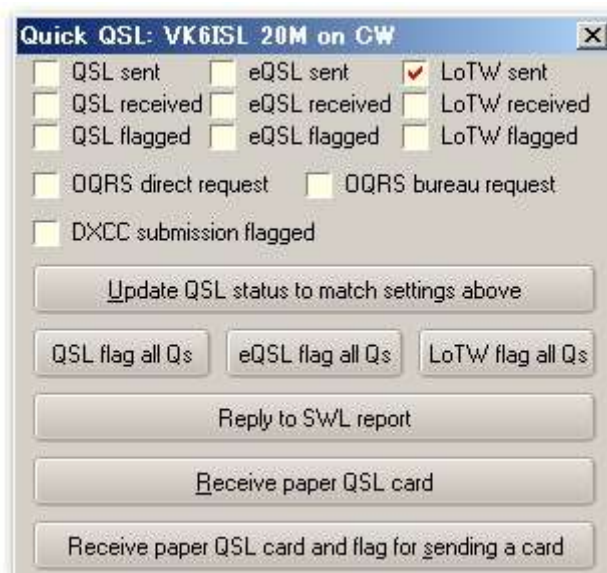 Quick QSL: VK6ISL 20M on CW
QSL sent eQSL sent LoTW sent
QSL received eQSL received LoTW received
QSL flagged eQSL flagged LoTW flagged
OQRS direct request OQRS bureau request
DXCC submission flagged
Update QSL status to match settings above
QSL flag all Qs eQSL flag all Qs LoTW flag all Qs
Reply to SWL report
Receive paper QSL card
Receive paper QSL card and flag for sending a card